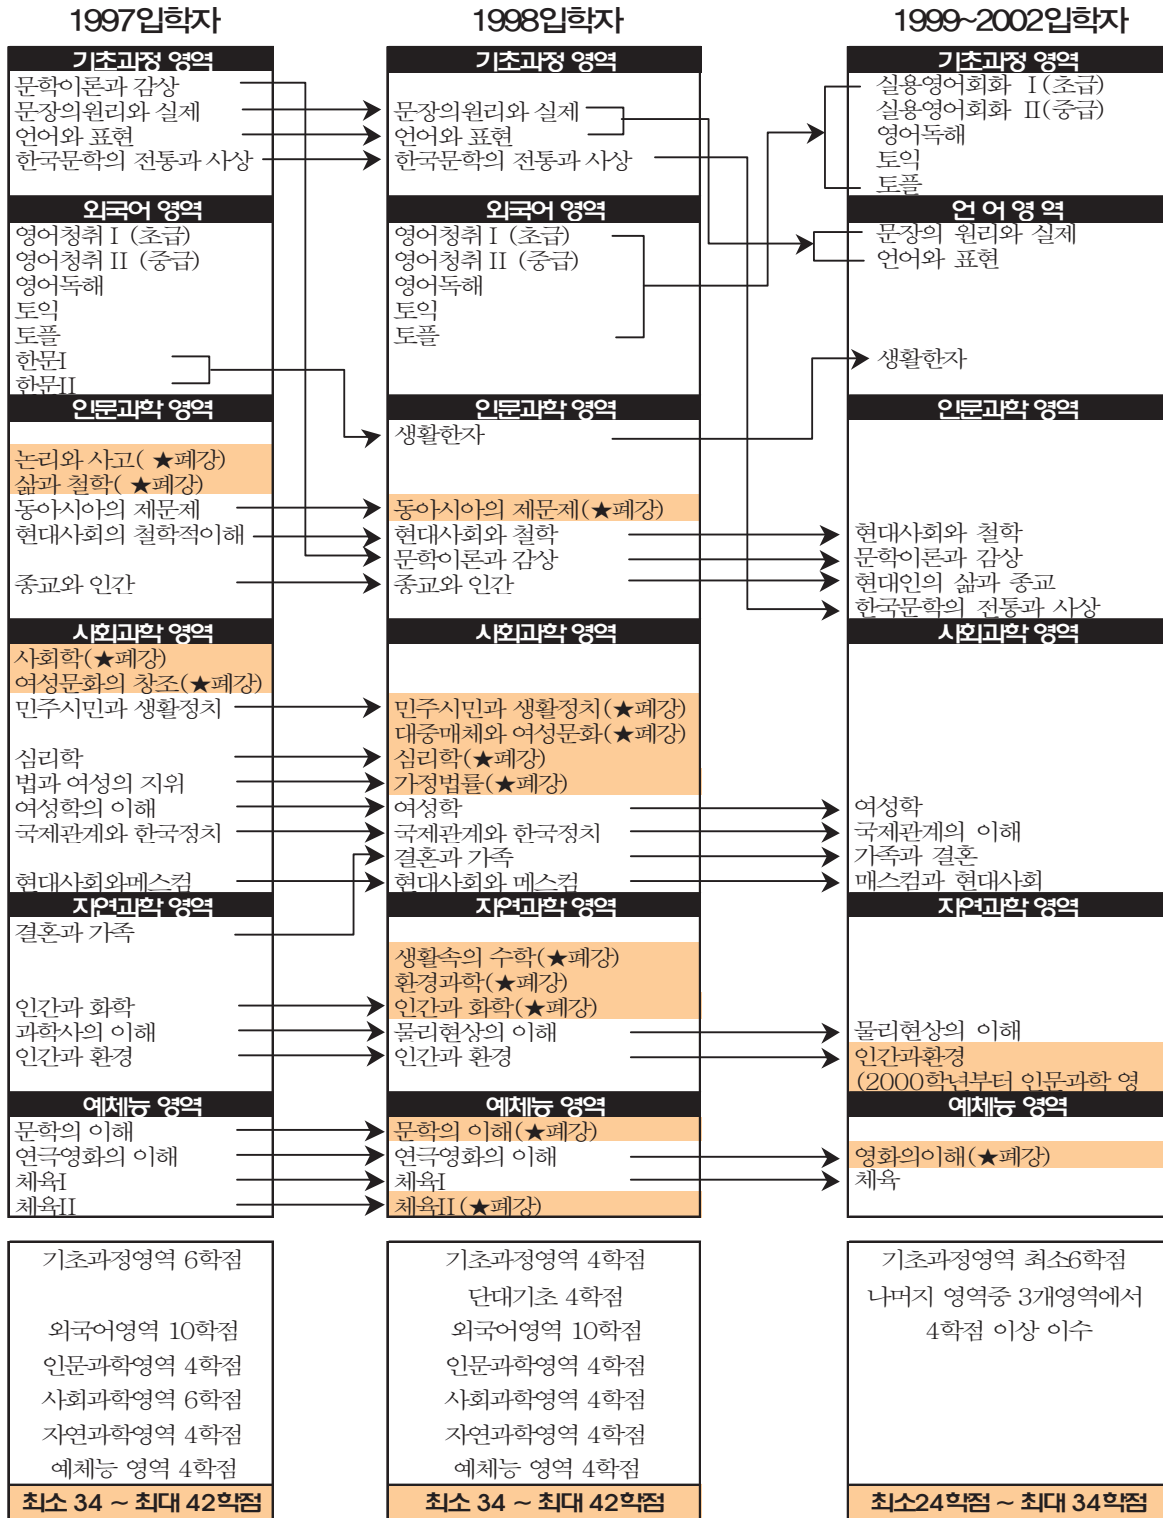 1997입학자
기초과정 영역
문학이론과 감상
문장의원리와 실제
언어와 표현
한국문학의 전통과 사상
외국어 영역
영어청취 I (초급)
영어청취 II (중급)
영어독해
토익
토플
한문I
한문II
인문과학 영역
논리와 사고( ★폐강)
삶과 철학( ★폐강)
동아시아의 제문제
현대사회의 철학적이해
종교와 인간
사회과학 영역
사회학(★폐강)
여성문화의 창조(★폐강)
민주시민과 생활정치
심리학
법과 여성의 지위
여성학의 이해
국제관계와 한국정치
현대사회와메스컴
자연과학 영역
결혼과 가족
인간과 화학
과학사의 이해
인간과 환경
예체능 영역
문학의 이해
연극영화의 이해
체육I
체육II
기초과정영역 6학점
외국어영역 10학점
인문과학영역 4학점
사회과학영역 6학점
자연과학영역 4학점
예체능 영역 4학점
최소 34 ~ 최대 42학점
1998입학자
기초과정 영역
문장의원리와 실제
언어와 표현
한국문학의 전통과 사상
외국어 영역
영어청취 I (초급)
영어청취 II (중급)
영어독해
토익
토플
인문과학 영역
생활한자
동아시아의 제문제(★폐강)
현대사회와 철학
문학이론과 감상
종교와 인간
사회과학 영역
민주시민과 생활정치(★폐강)
대중매체와 여성문화(★폐강)
심리학(★폐강)
가정법률(★폐강)
여성학
국제관계와 한국정치
결혼과 가족
현대사회와 메스컴
자연과학 영역
생활속의 수학(★폐강)
환경과학(★폐강)
인간과 화학(★폐강)
물리현상의 이해
인간과 환경
예체능 영역
문학의 이해(★폐강)
연극영화의 이해
체육I
체육II(★폐강)
기초과정영역 4학점
단대기초 4학점
외국어영역 10학점
인문과학영역 4학점
사회과학영역 4학점
자연과학영역 4학점
예체능 영역 4학점
최소 34 ~ 최대 42학점
1999~2002입학자
기초과정 영역
실용영어회화 I(초급)
실용영어회화 II(중급)
영어독해
토익
토플
언 어 영 역
문장의 원리와 실제
언어와 표현
생활한자
인문과학 영역
현대사회와 철학
문학이론과 감상
현대인의 삶과 종교
한국문학의 전통과 사상
사회과학 영역
여성학
국제관계의 이해
가족과 결혼
매스컴과 현대사회
자연과학 영역
물리현상의 이해
인간과환경
(2000학년부터 인문과학 영
예체능 영역
영화의이해(★폐강)
체육
기초과정영역 최소6학점
나머지 영역중 3개영역에서
4학점 이상 이수
최소24학점 ~ 최대 34학점